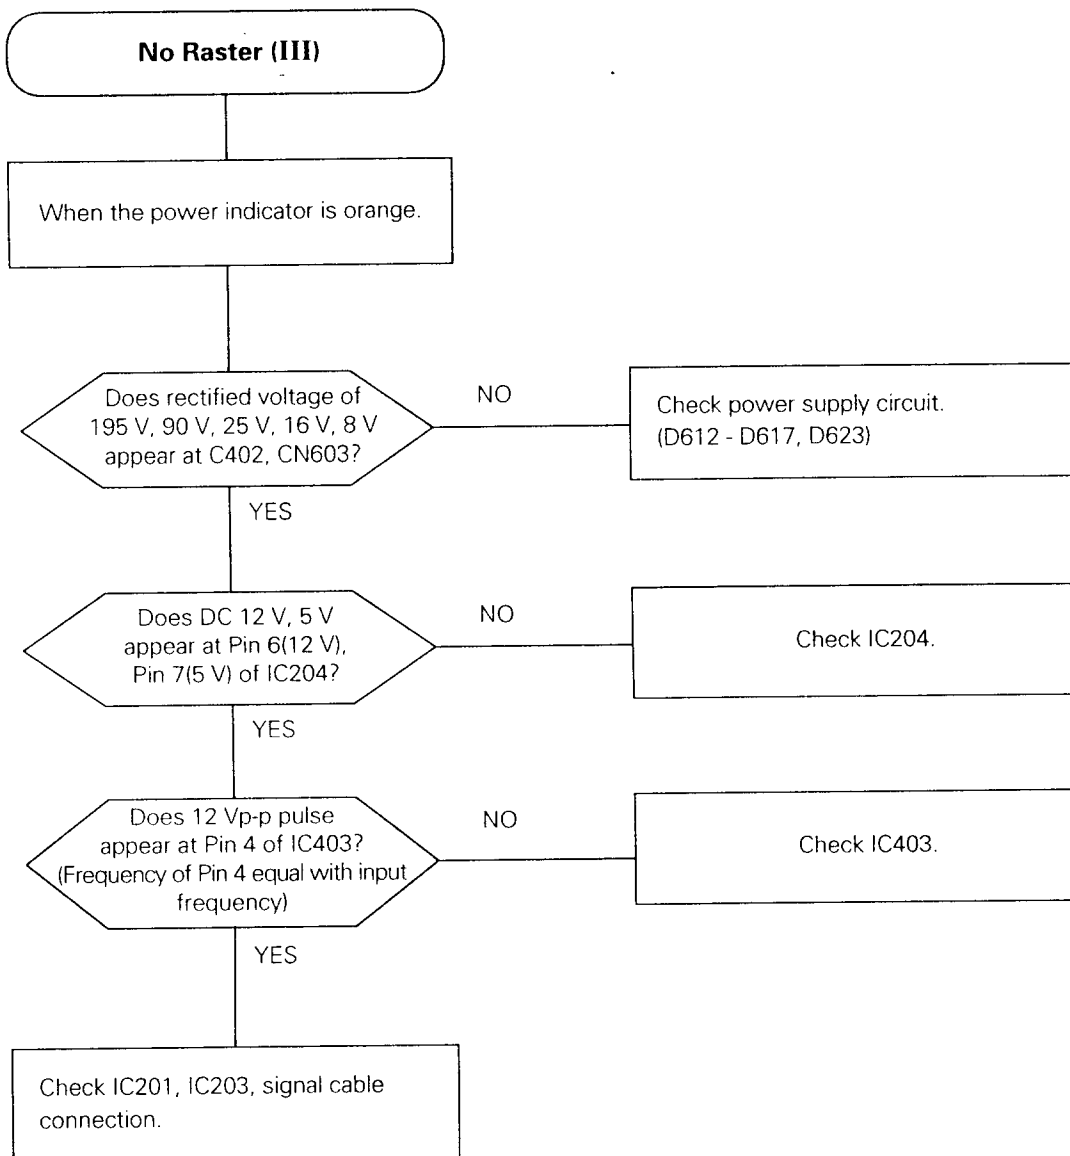 No Raster (III)
When the power indicator is orange.
Does rectified voltage of
195 V, 90 V, 25 V, 16 V, 8 V
appear at C402, CN603?
NO
Check power supply circuit.
(D612 - D617, D623)
YES
Does DC 12 V, 5 V
appear at Pin 6(12 V),
Pin 7(5 V) of IC204?
NO
Check IC204.
YES
Does 12 Vp-p pulse
appear at Pin 4 of IC403?
(Frequency of Pin 4 equal with input
frequency)
NO
Check IC403.
YES
Check IC201, IC203, signal cable
connection.